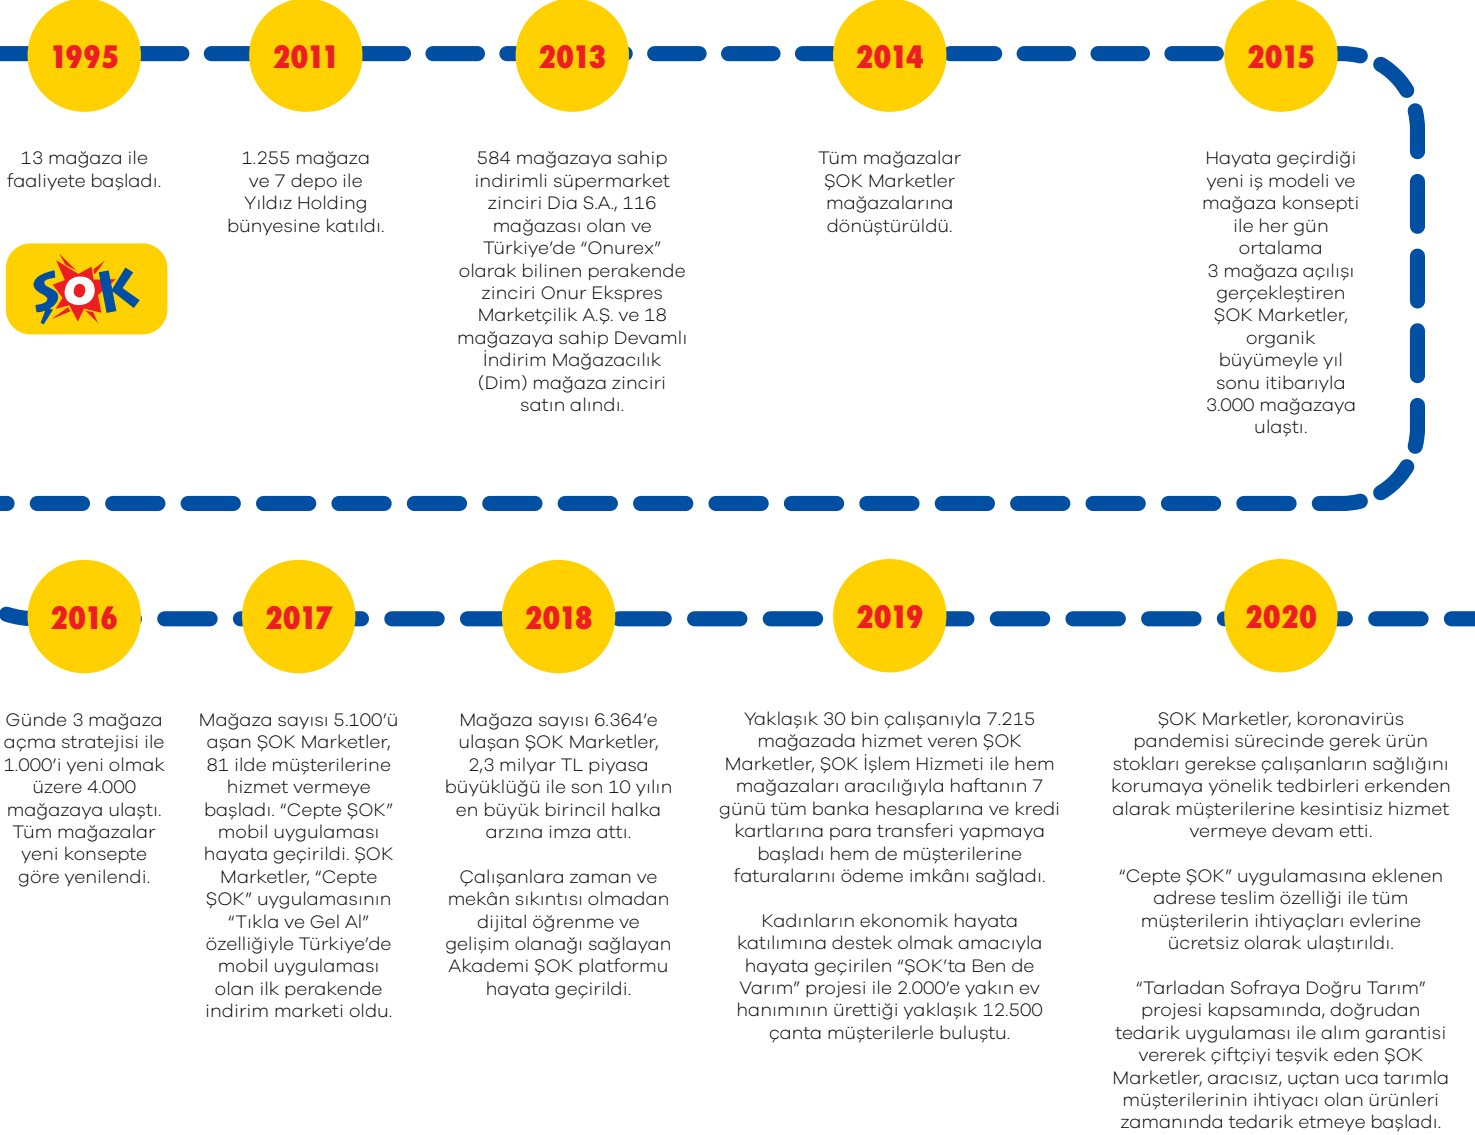 1995
13 mağaza ile
faaliyete başladı.
ŞOK
2011
1.255 mağaza
ve 7 depo ile
Yıldız Holding
bünyesine katıldı.
2013
584 mağazaya sahip
indirimli süpermarket
zinciri Dia S.A., 116
mağazası olan ve
Türkiye’de “Onurex”
olarak bilinen perakende
zinciri Onur Ekspres
Marketçilik A.Ş. ve 18
mağazaya sahip Devamlı
İndirim Mağazacılık
(Dim) mağaza zinciri
satın alındı.
2014
Tüm mağazalar
ŞOK Marketler
mağazalarına
dönüştürüldü.
2015
Hayata geçirdiği
yeni iş modeli ve
mağaza konsepti
ile her gün
ortalama
3 mağaza açılışı
gerçekleştiren
ŞOK Marketler,
organik
büyümeyle yıl
sonu itibarıyla
3.000 mağazaya
ulaştı.
2016
Günde 3 mağaza
açma stratejisi ile
1.000’i yeni olmak
üzere 4.000
mağazaya ulaştı.
Tüm mağazalar
yeni konsepte
göre yenilendi.
2017
Mağaza sayısı 5.100’ü
aşan ŞOK Marketler,
81 ilde müşterilerine
hizmet vermeye
başladı. “Cepte ŞOK”
mobil uygulaması
hayata geçirildi. ŞOK
Marketler, “Cepte
ŞOK” uygulamasının
“Tıkla ve Gel Al”
özelliğiyle Türkiye’de
mobil uygulaması
olan ilk perakende
indirim marketi oldu.
2018
Mağaza sayısı 6.364’e
ulaşan ŞOK Marketler,
2,3 milyar TL piyasa
büyüklüğü ile son 10 yılın
en büyük birincil halka
arzına imza attı.
Çalışanlara zaman ve
mekân sıkıntısı olmadan
dijital öğrenme ve
gelişim olanağı sağlayan
Akademi ŞOK platformu
hayata geçirildi.
2019
Yaklaşık 30 bin çalışanıyla 7.215
mağazada hizmet veren ŞOK
Marketler, ŞOK İşlem Hizmeti ile hem
mağazaları aracılığıyla haftanın 7
günü tüm banka hesaplarına ve kredi
kartlarına para transferi yapmaya
başladı hem de müşterilerine
faturalarını ödeme imkânı sağladı.
Kadınların ekonomik hayata
katılımına destek olmak amacıyla
hayata geçirilen “ŞOK’ta Ben de
Varım” projesi ile 2.000’e yakın ev
hanımının ürettiği yaklaşık 12.500
çanta müşterilerle buluştu.
2020
ŞOK Marketler, koronavirüs
pandemisi sürecinde gerek ürün
stokları gerekse çalışanların sağlığını
korumaya yönelik tedbirleri erkenden
alarak müşterilerine kesintisiz hizmet
vermeye devam etti.
“Cepte ŞOK” uygulamasına eklenen
adrese teslim özelliği ile tüm
müşterilerin ihtiyaçları evlerine
ücretsiz olarak ulaştırıldı.
“Tarladan Sofraya Doğru Tarım”
projesi kapsamında, doğrudan
tedarik uygulaması ile alım garantisi
vererek çiftçiyi teşvik eden ŞOK
Marketler, aracısız, uçtan uca tarımla
müşterilerinin ihtiyacı olan ürünleri
zamanında tedarik etmeye başladı.